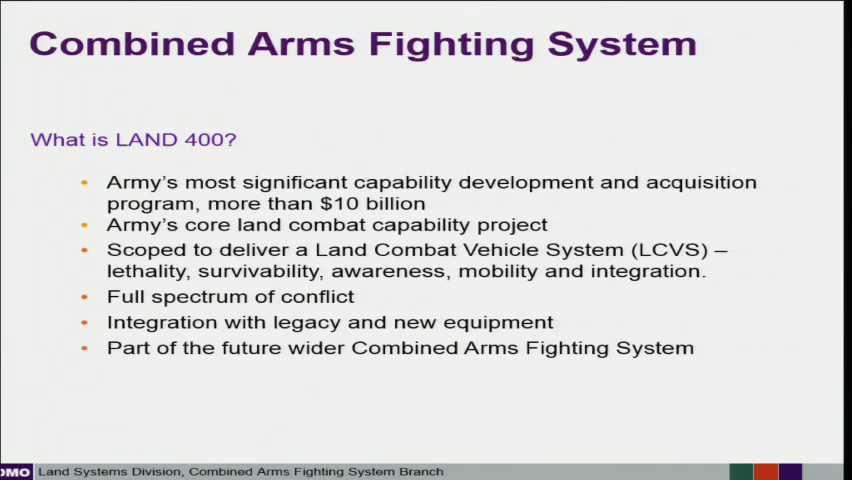 Combined Arms Fighting System
What is LAND 400?
• Army's most significant capability development and acquisition
program, more than $10 billion
• Army's core land combat capability project
• Scoped to deliver a Land Combat Vehicle System (LCVS) –
lethality, survivability, awareness, mobility and integration.
• Full spectrum of conflict
• Integration with legacy and new equipment
• Part of the future wider Combined Arms Fighting System
DMO Land Systems Division, Combined Arms Fighting System Branch